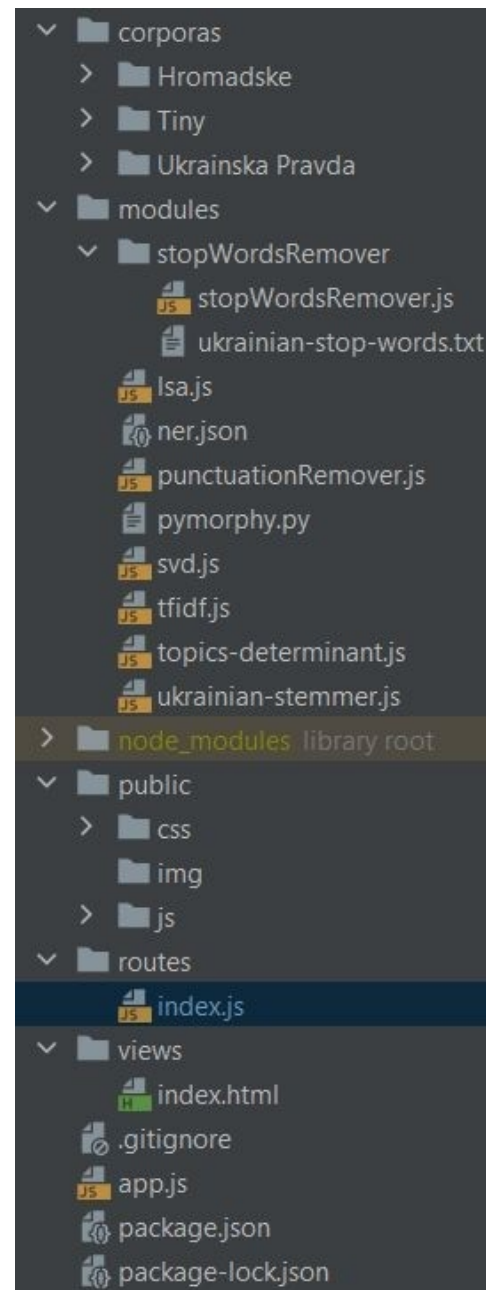 corporas
Hromadske
Tiny
Ukrainska Pravda
modules
stopWordsRemover
stopWordsRemover.js
ukrainian-stop-words.txt
lsa.js
ner.json
punctuationRemover.js
pymorphy.py
svd.js
tfidf.js
topics-determinant.js
ukrainian-stemmer.js
node_modules library root
public
css
img
js
routes
index.js
views
index.html
.gitignore
app.js
package.json
package-lock.json